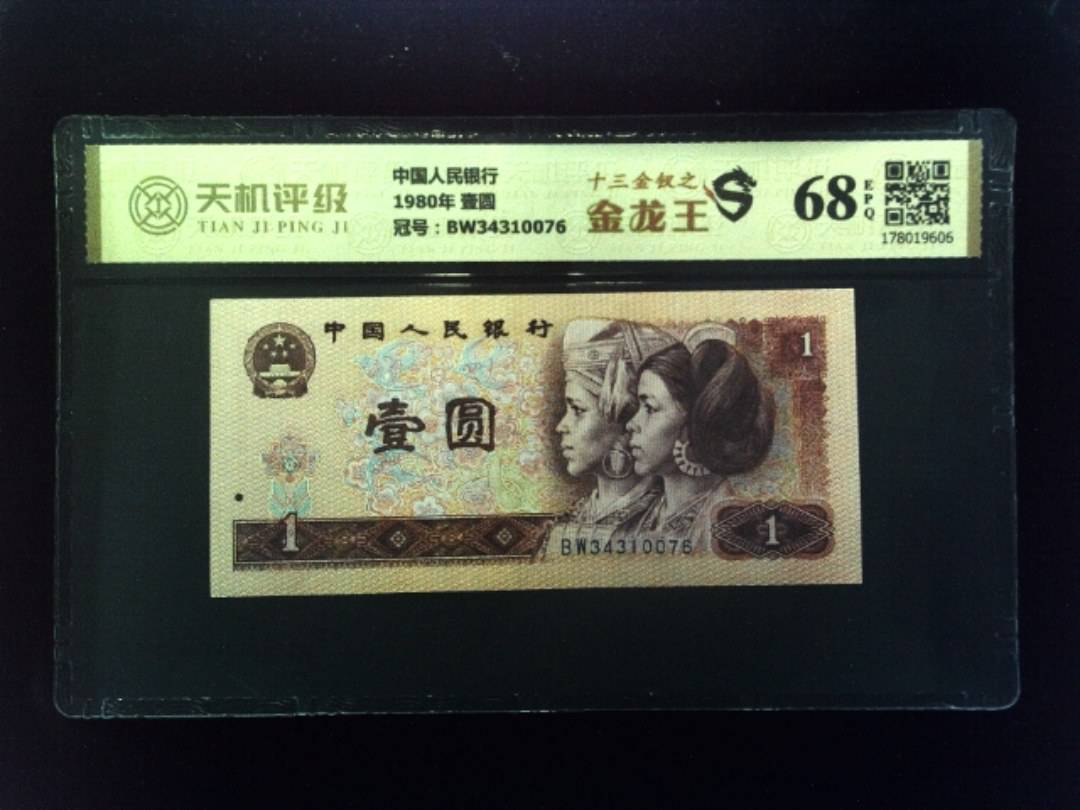 天机评级
TIAN JI PING JI
中国人民银行
1980年 壹圆
冠号：BW34310076
十三金钗之
金龙王
68
EPQ
178019606
中国人民银行
1
壹圆
1
BW34310076
1